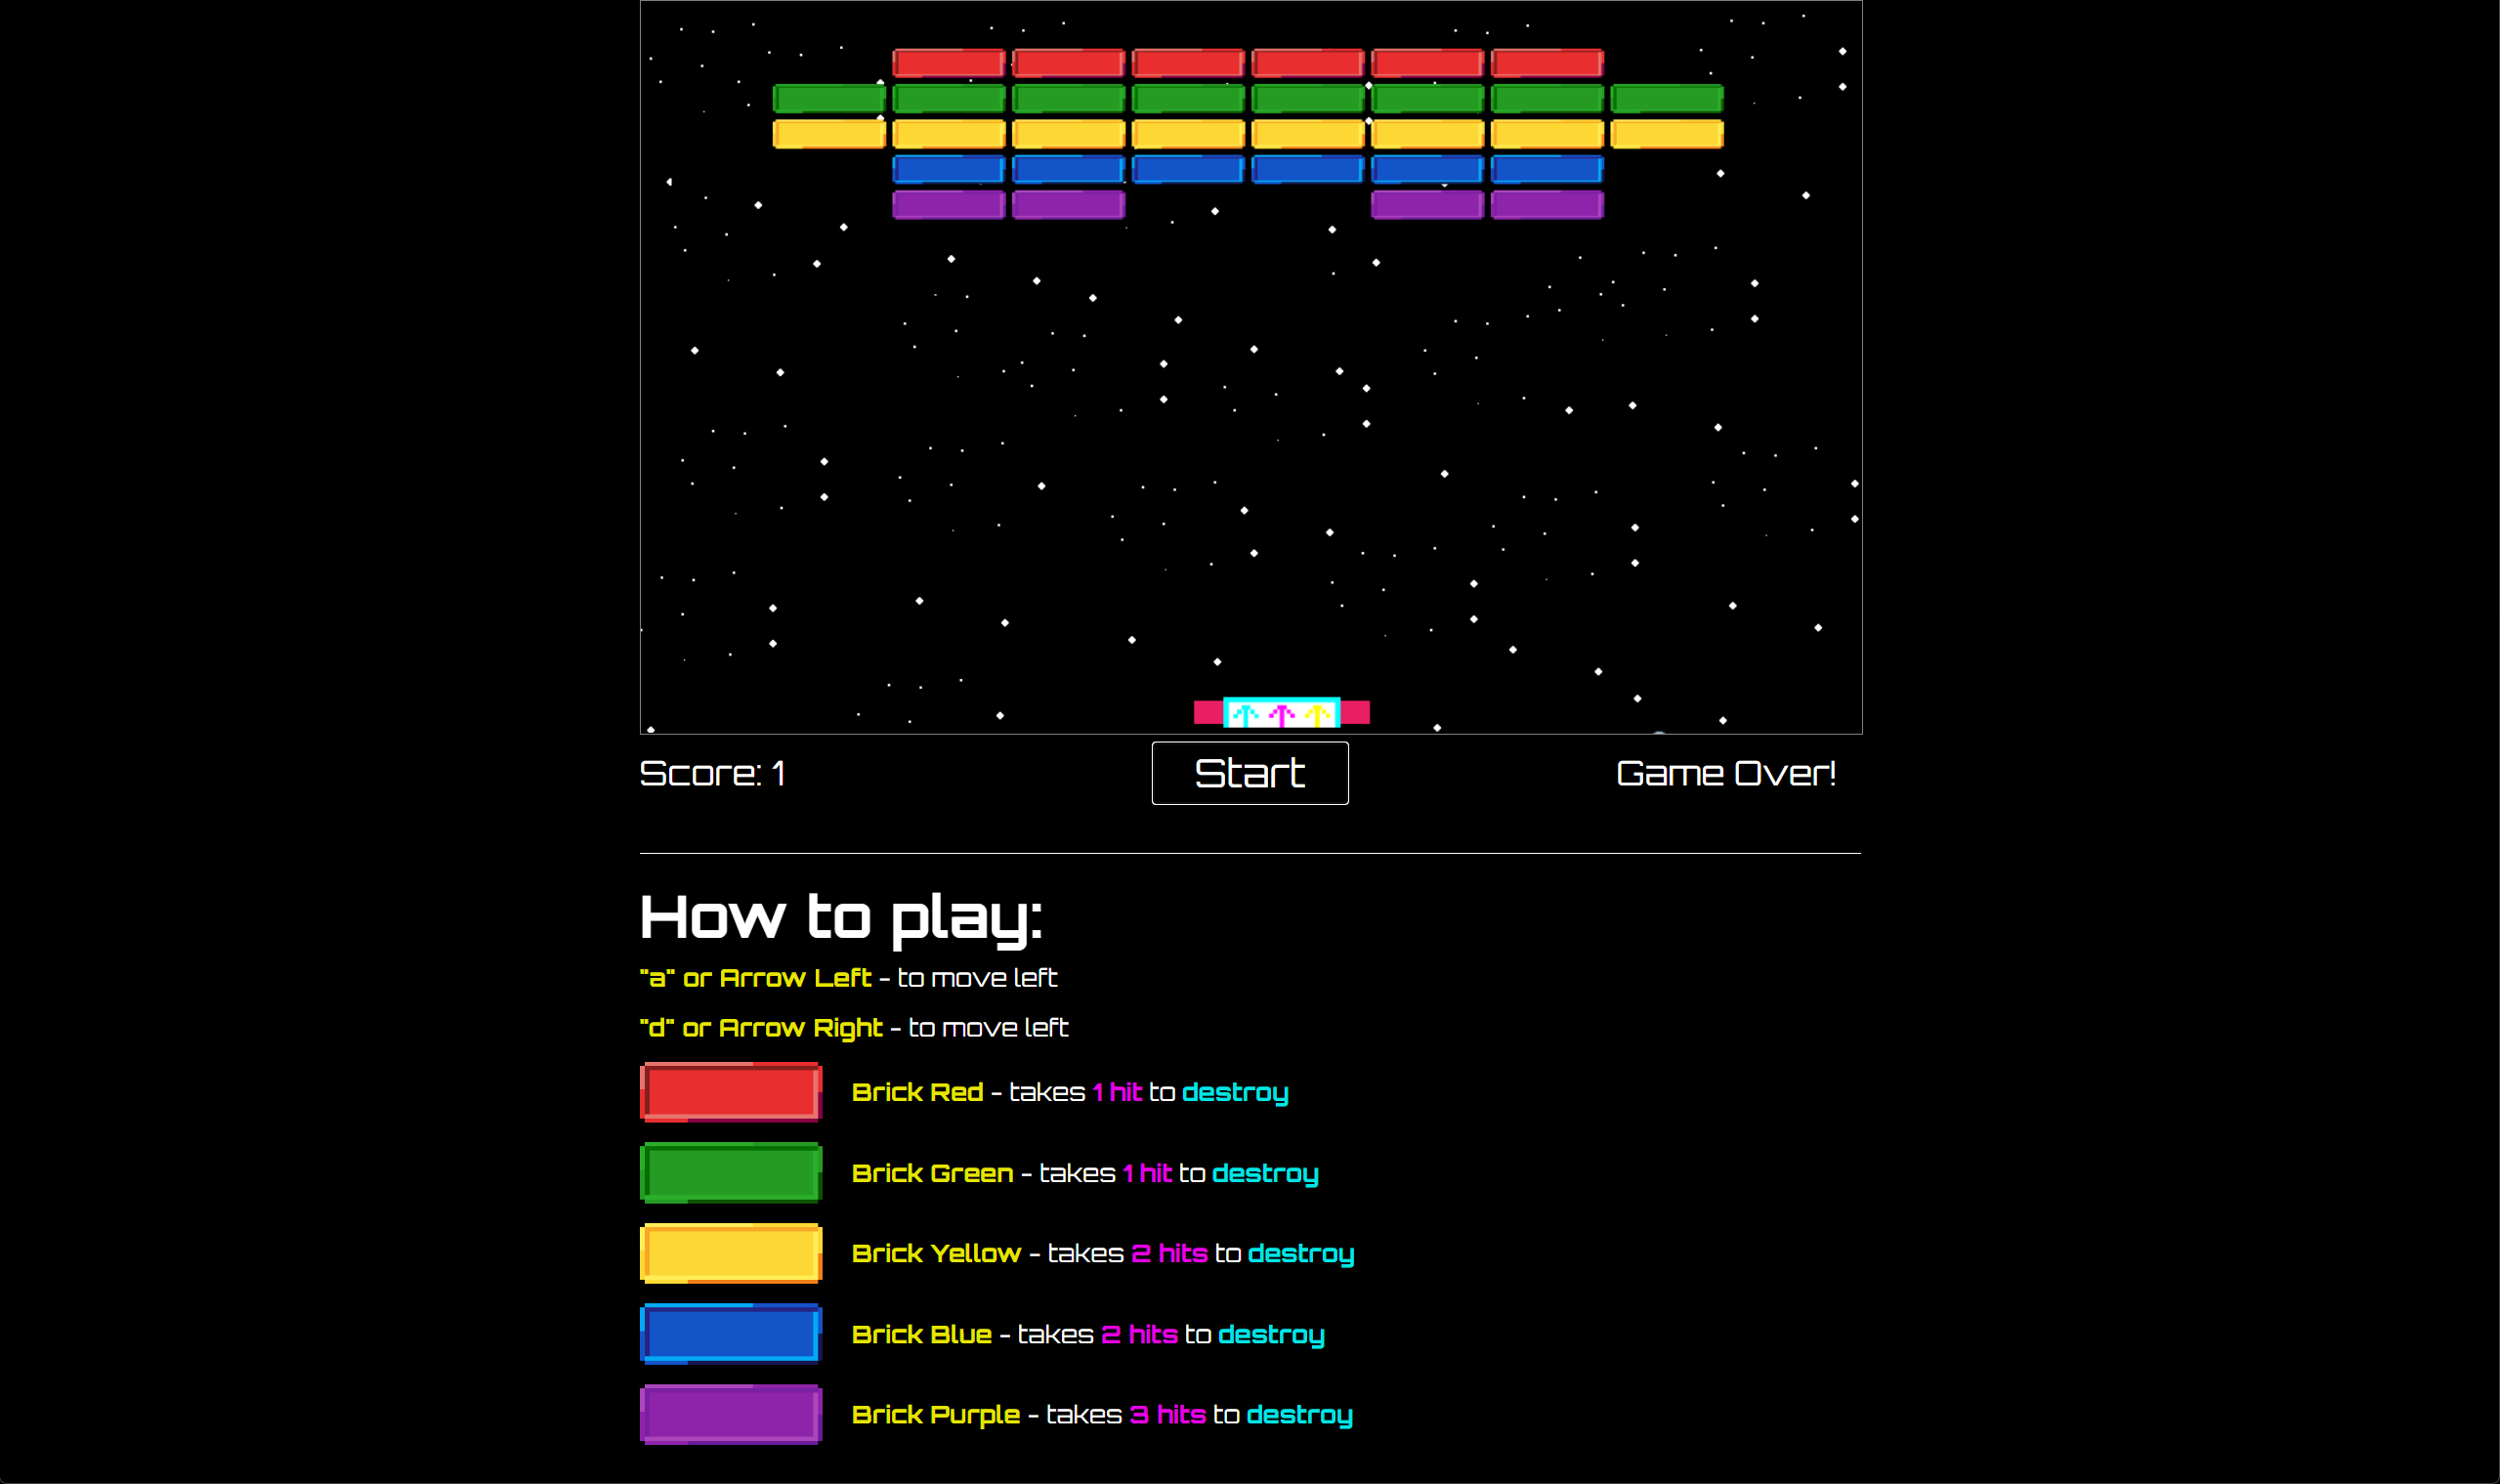 Score: 1
Start
Game Over!
How to play:
"a" or Arrow Left - to move left
"d" or Arrow Right - to move left
Brick Red - takes 1 hit to destroy
Brick Green - takes 1 hit to destroy
Brick Yellow - takes 2 hits to destroy
Brick Blue - takes 2 hits to destroy
Brick Purple - takes 3 hits to destroy